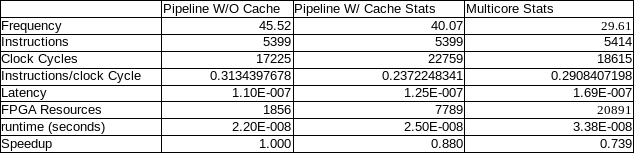 Pipeline W/O Cache Pipeline W/ Cache Stats Multicore Stats
Frequency 45.52 40.07 29.61
Instructions 5399 5399 5414
Clock Cycles 17225 22759 18615
Instructions/clock Cycle 0.3134397678 0.2372248341 0.2908407198
Latency 1.10E-007 1.25E-007 1.69E-007
FPGA Resources 1856 7789 20891
runtime (seconds) 2.20E-008 2.50E-008 3.38E-008
Speedup 1.000 0.880 0.739